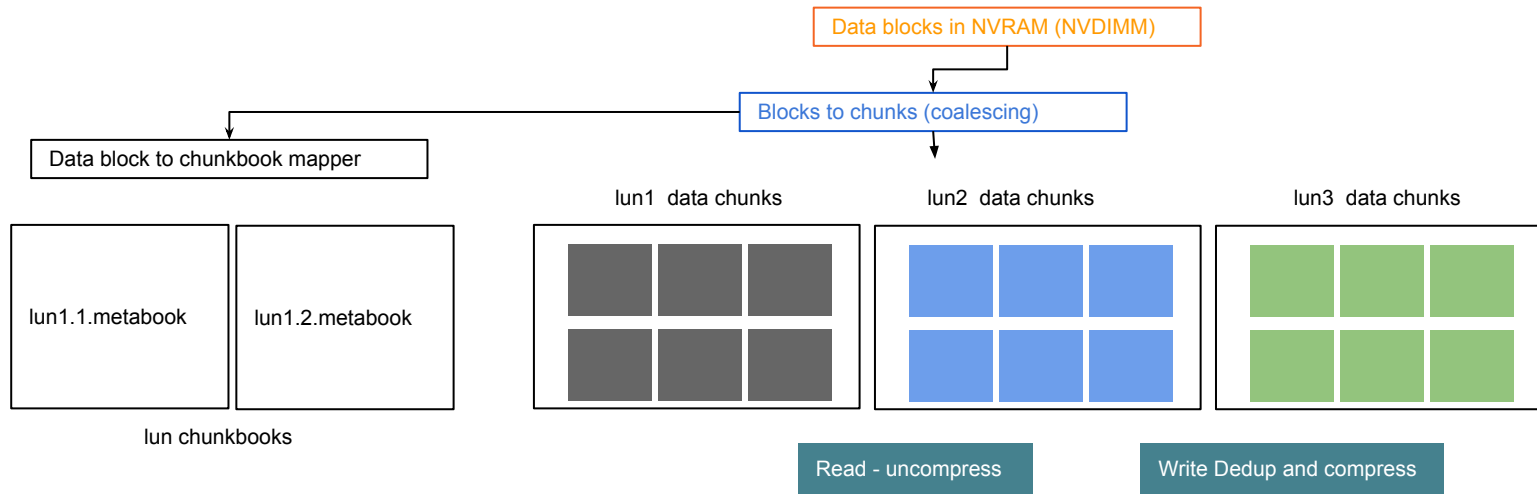 Data blocks in NVRAM (NVDIMM)
Blocks to chunks (coalescing)
Data block to chunkbook mapper
lun1 data chunks
lun2 data chunks
lun3 data chunks
lun1.1.metabook
lun1.2.metabook
lun chunkbooks
Read - uncompress
Write Dedup and compress